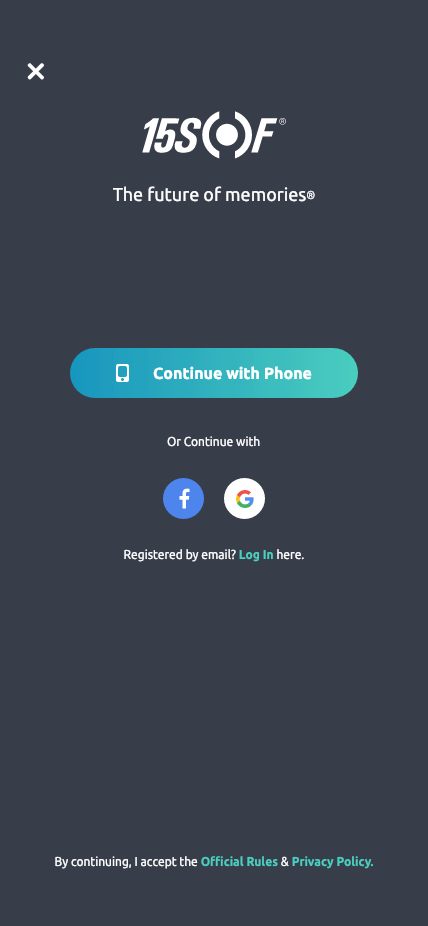 15SOF®
The future of memories®
Continue with Phone
Or Continue with
Registered by email? Log In here.
By continuing, I accept the Official Rules & Privacy Policy.